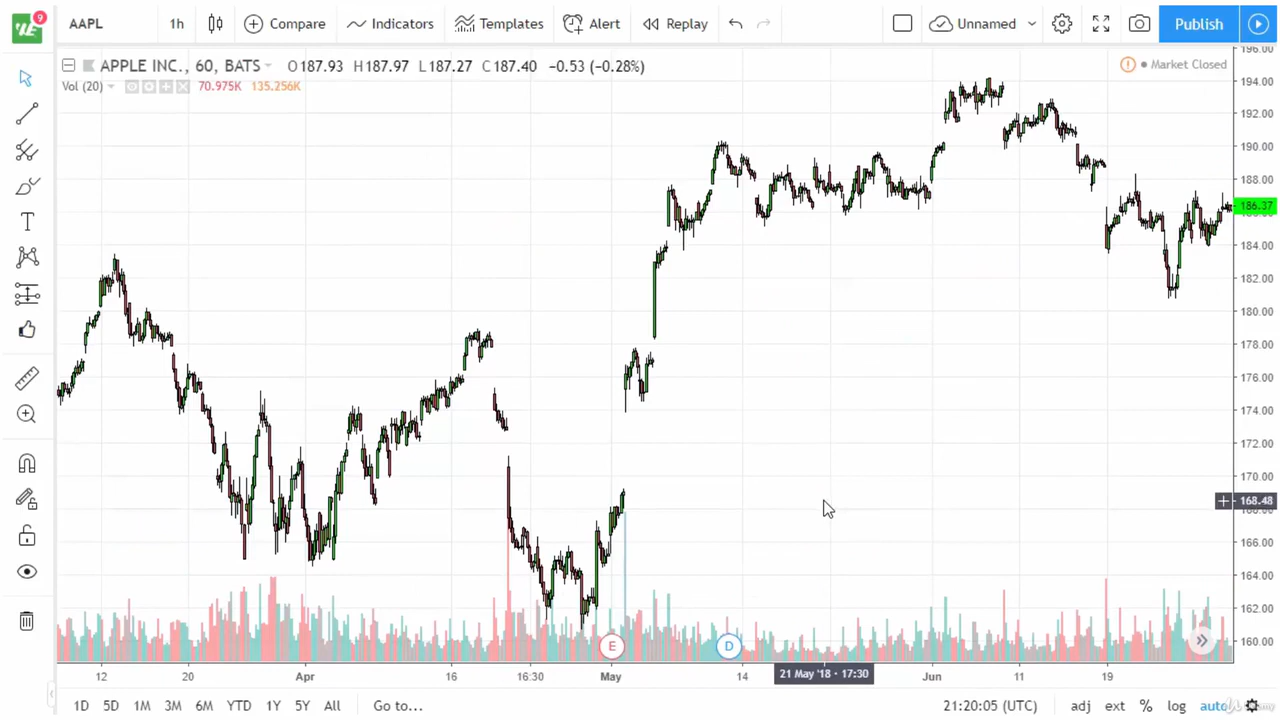 9
AAPL 1h Compare Indicators Templates Alert Replay Unnamed Publish
APPLE INC., 60, BATS O187.93 H187.97 L187.27 C187.40 −0.53 (−0.28%)
Market Closed
Vol (20) 70.975K 135.256K
196.00
194.00
192.00
190.00
188.00
186.37
184.00
182.00
180.00
178.00
176.00
174.00
172.00
170.00
168.48
166.00
164.00
162.00
160.00
E D
12 20 Apr 16 16:30 May 14 21 May '18 - 17:30 Jun 11 19
1D 5D 1M 3M 6M YTD 1Y 5Y All Go to... 21:20:05 (UTC) adj ext % log auto